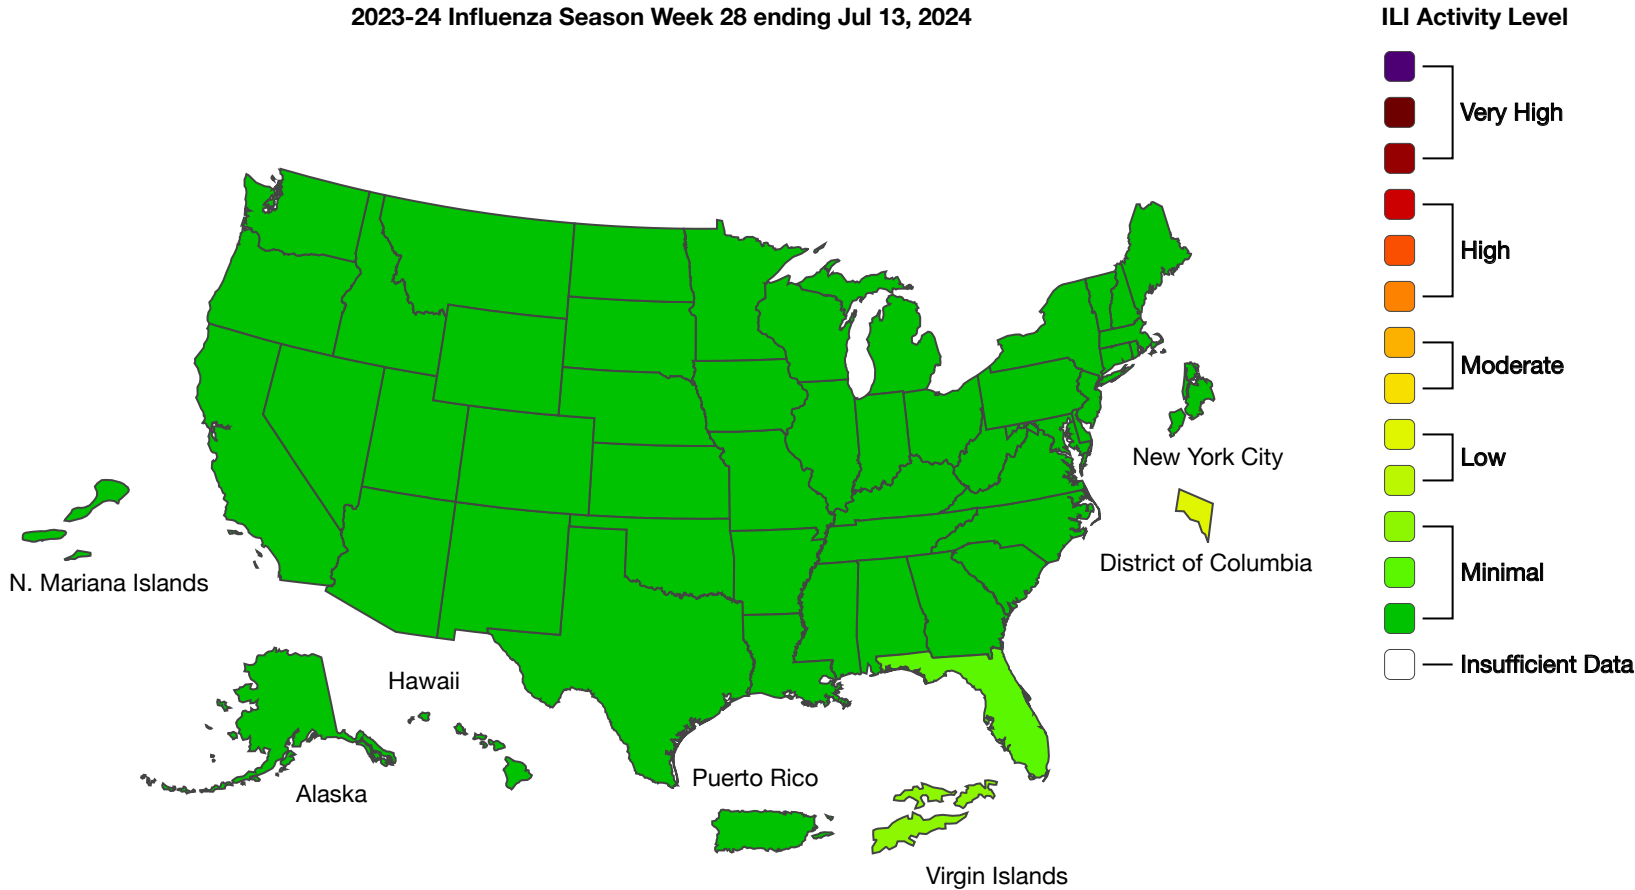 2023-24 Influenza Season Week 28 ending Jul 13, 2024
ILI Activity Level
Very High
High
Moderate
Low
Minimal
Insufficient Data
New York City
District of Columbia
N. Mariana Islands
Hawaii
Alaska
Puerto Rico
Virgin Islands